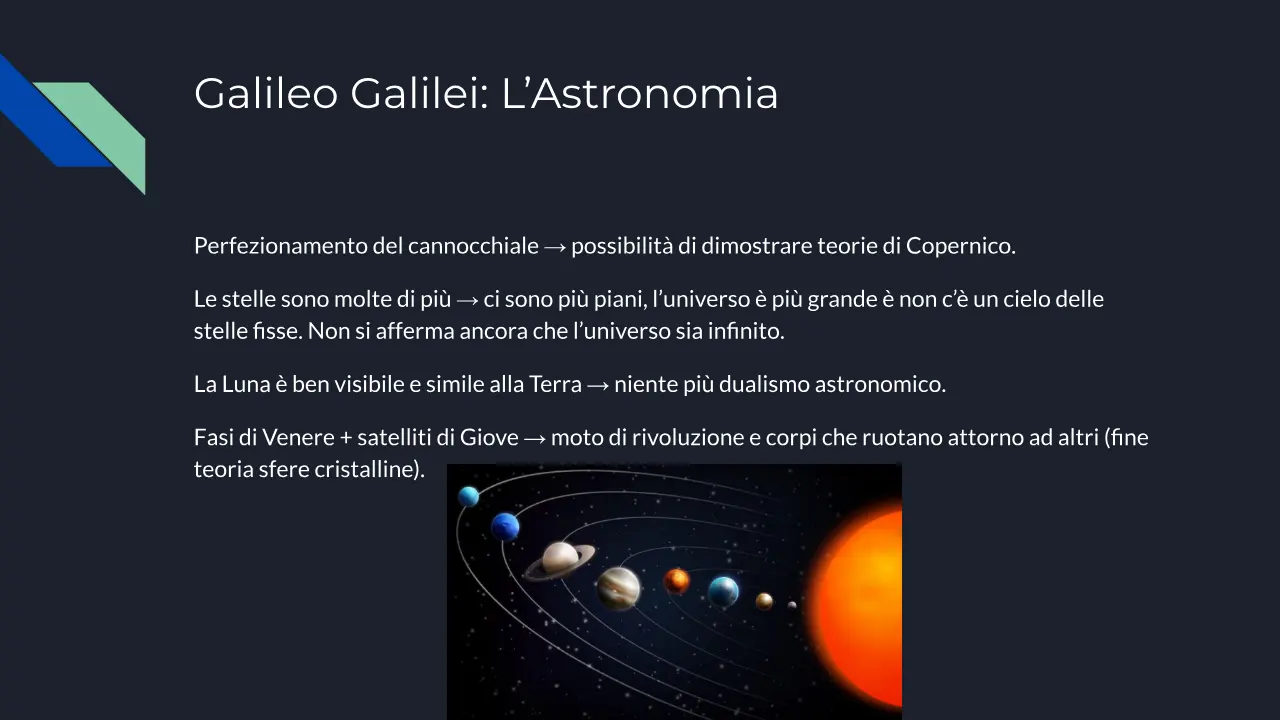 Galileo Galilei: L’Astronomia
Perfezionamento del cannocchiale → possibilità di dimostrare teorie di Copernico.
Le stelle sono molte di più → ci sono più piani, l’universo è più grande è non c’è un cielo delle
stelle fisse. Non si afferma ancora che l’universo sia infinito.
La Luna è ben visibile e simile alla Terra → niente più dualismo astronomico.
Fasi di Venere + satelliti di Giove → moto di rivoluzione e corpi che ruotano attorno ad altri (fine
teoria sfere cristalline).